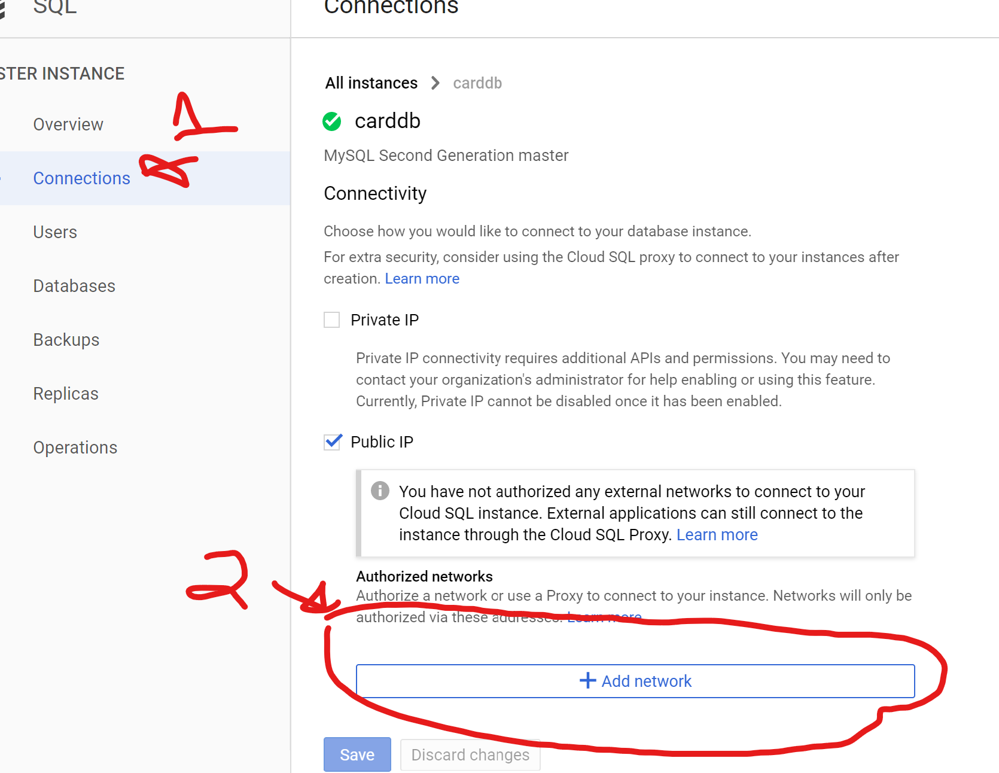 SQL
Connections
STER INSTANCE
Overview
1
Connections
Users
Databases
Backups
Replicas
Operations
All instances
carddb
carddb
MySQL Second Generation master
Connectivity
Choose how you would like to connect to your database instance.
For extra security, consider using the Cloud SQL proxy to connect to your instances after
creation. Learn more
Private IP
Private IP connectivity requires additional APIs and permissions. You may need to
contact your organization's administrator for help enabling or using this feature.
Currently, Private IP cannot be disabled once it has been enabled.
Public IP
You have not authorized any external networks to connect to your
Cloud SQL instance. External applications can still connect to the
instance through the Cloud SQL Proxy. Learn more
2
Authorized networks
Authorize a network or use a Proxy to connect to your instance. Networks will only be
authorized via these addresses. Learn more
Add network
Save
Discard changes